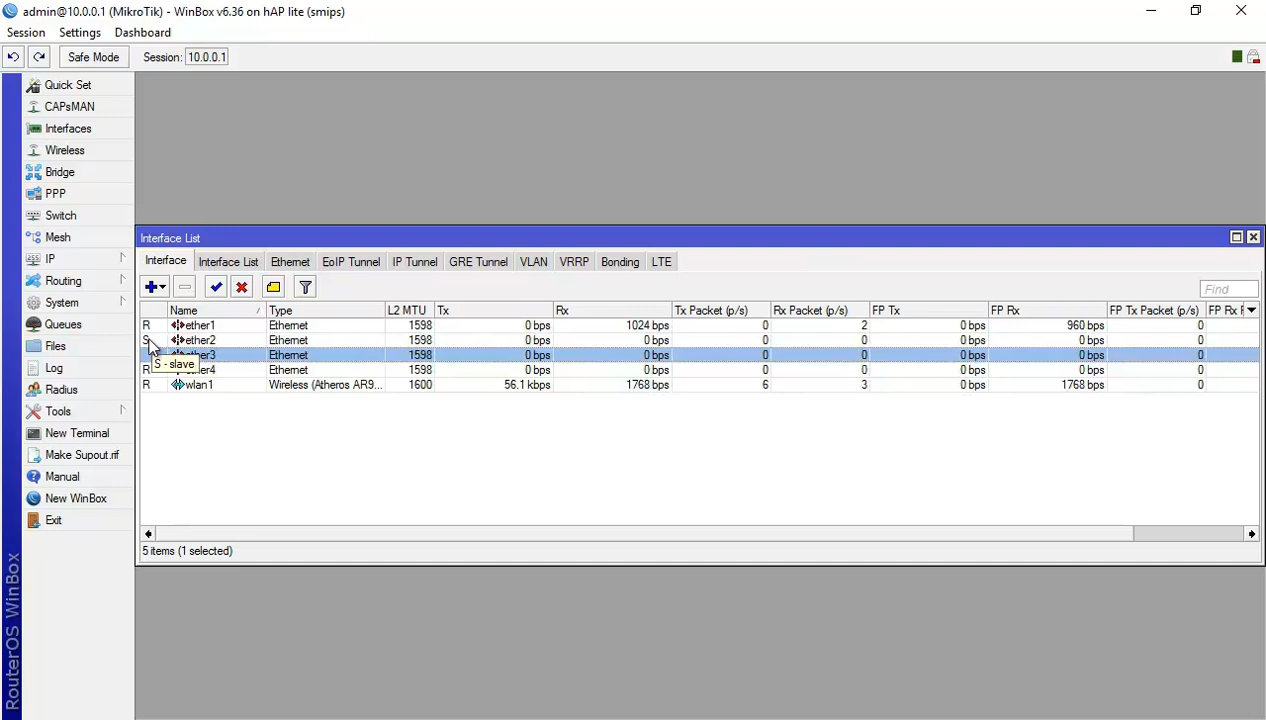 admin@10.0.0.1 (MikroTik) - WinBox v6.36 on hAP lite (smips)
Session Settings Dashboard
Safe Mode Session: 10.0.0.1
Quick Set
CAPsMAN
Interfaces
Wireless
Bridge
PPP
Switch
Mesh
IP
Routing
System
Queues
Files
Log
Radius
Tools
New Terminal
Make Supout.rif
Manual
New WinBox
Exit
RouterOS WinBox
Interface List
Interface Interface List Ethernet EoIP Tunnel IP Tunnel GRE Tunnel VLAN VRRP Bonding LTE
Find
Name Type L2 MTU Tx Rx Tx Packet (p/s) Rx Packet (p/s) FP Tx FP Rx FP Tx Packet (p/s) FP Rx
R ether1 Ethernet 1598 0 bps 1024 bps 0 2 0 bps 960 bps 0
S ether2 Ethernet 1598 0 bps 0 bps 0 0 0 bps 0 bps 0
ether3 Ethernet 1598 0 bps 0 bps 0 0 0 bps 0 bps 0
R ether4 Ethernet 1598 0 bps 0 bps 0 0 0 bps 0 bps 0
R wlan1 Wireless (Atheros AR9... 1600 56.1 kbps 1768 bps 6 3 0 bps 1768 bps 0
S - slave
5 items (1 selected)